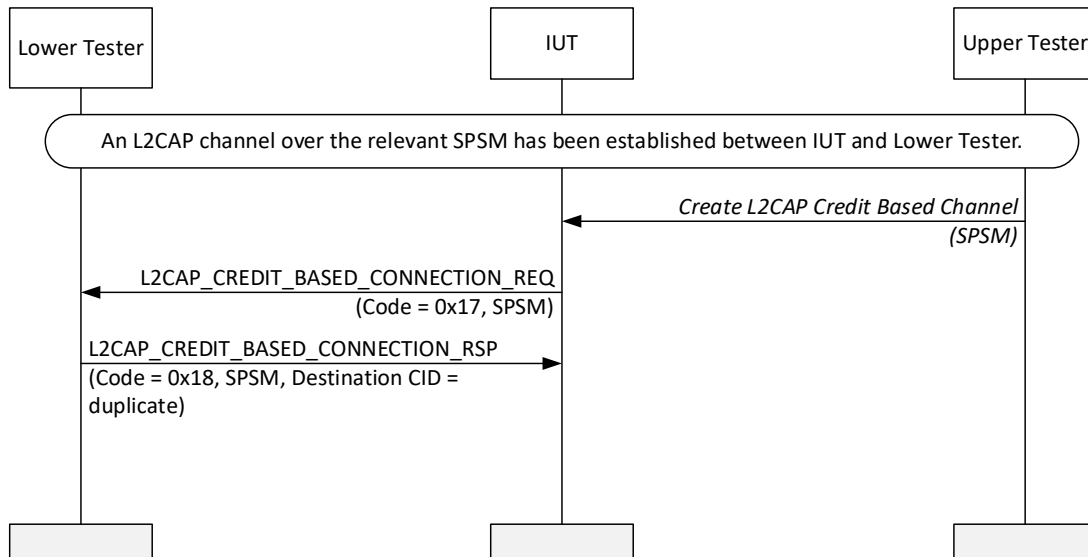 Lower Tester
IUT
Upper Tester
An L2CAP channel over the relevant SPSM has been established between IUT and Lower Tester.
Create L2CAP Credit Based Channel
(SPSM)
L2CAP_CREDIT_BASED_CONNECTION_REQ
(Code = 0x17, SPSM)
L2CAP_CREDIT_BASED_CONNECTION_RSP
(Code = 0x18, SPSM, Destination CID =
duplicate)